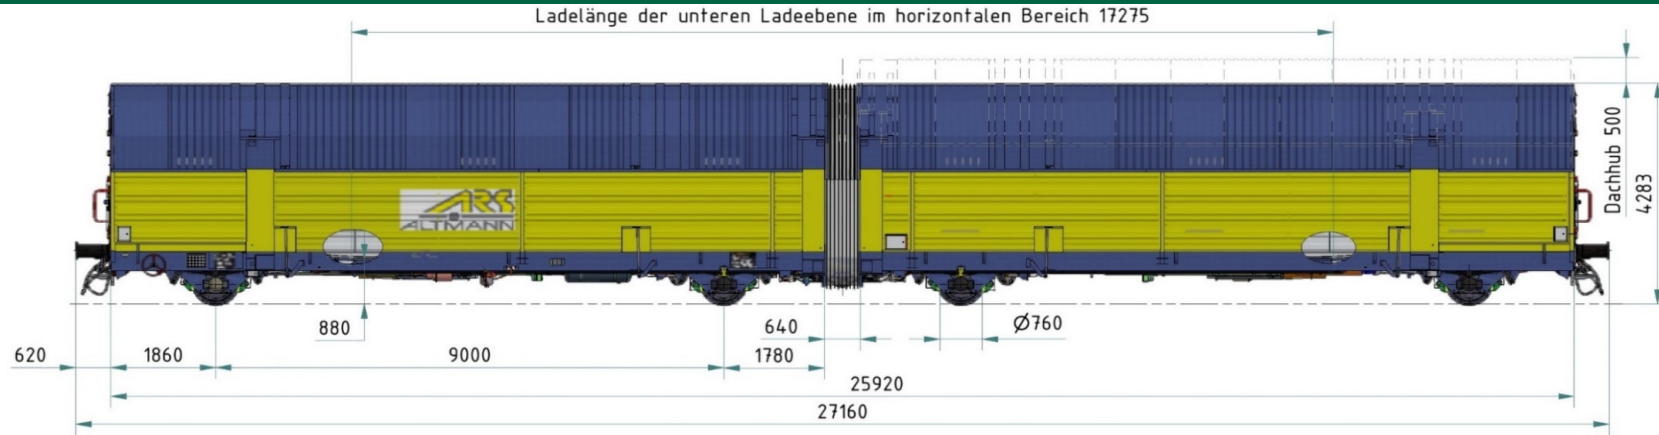 Ladelänge der unteren Ladeebene im horizontalen Bereich 17275
Dachhub 500
4283
ARS
ALTMANN
880
640
Ø760
620
1860
9000
1780
25920
27160